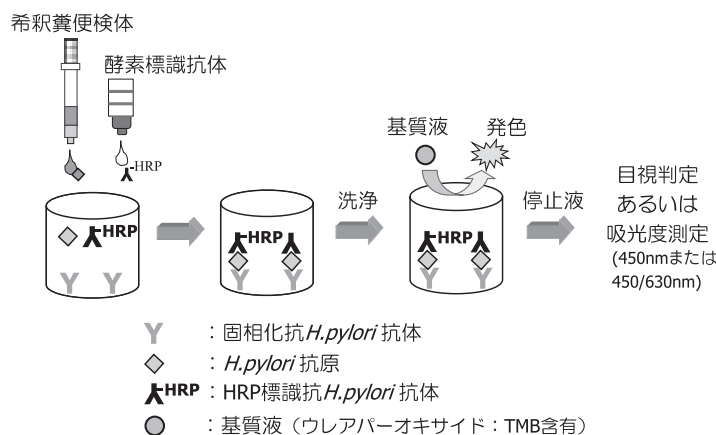 希釈糞便検体
酵素標識抗体
HRP
HRP
HRP
HRP
洗浄
基質液
発色
停止液
目視判定
あるいは
吸光度測定
(450nmまたは
450/630nm)
：固相化抗H.pylori 抗体
：H.pylori 抗原
HRP：HRP標識抗H.pylori 抗体
：基質液（ウレアパーオキサイド：TMB含有）